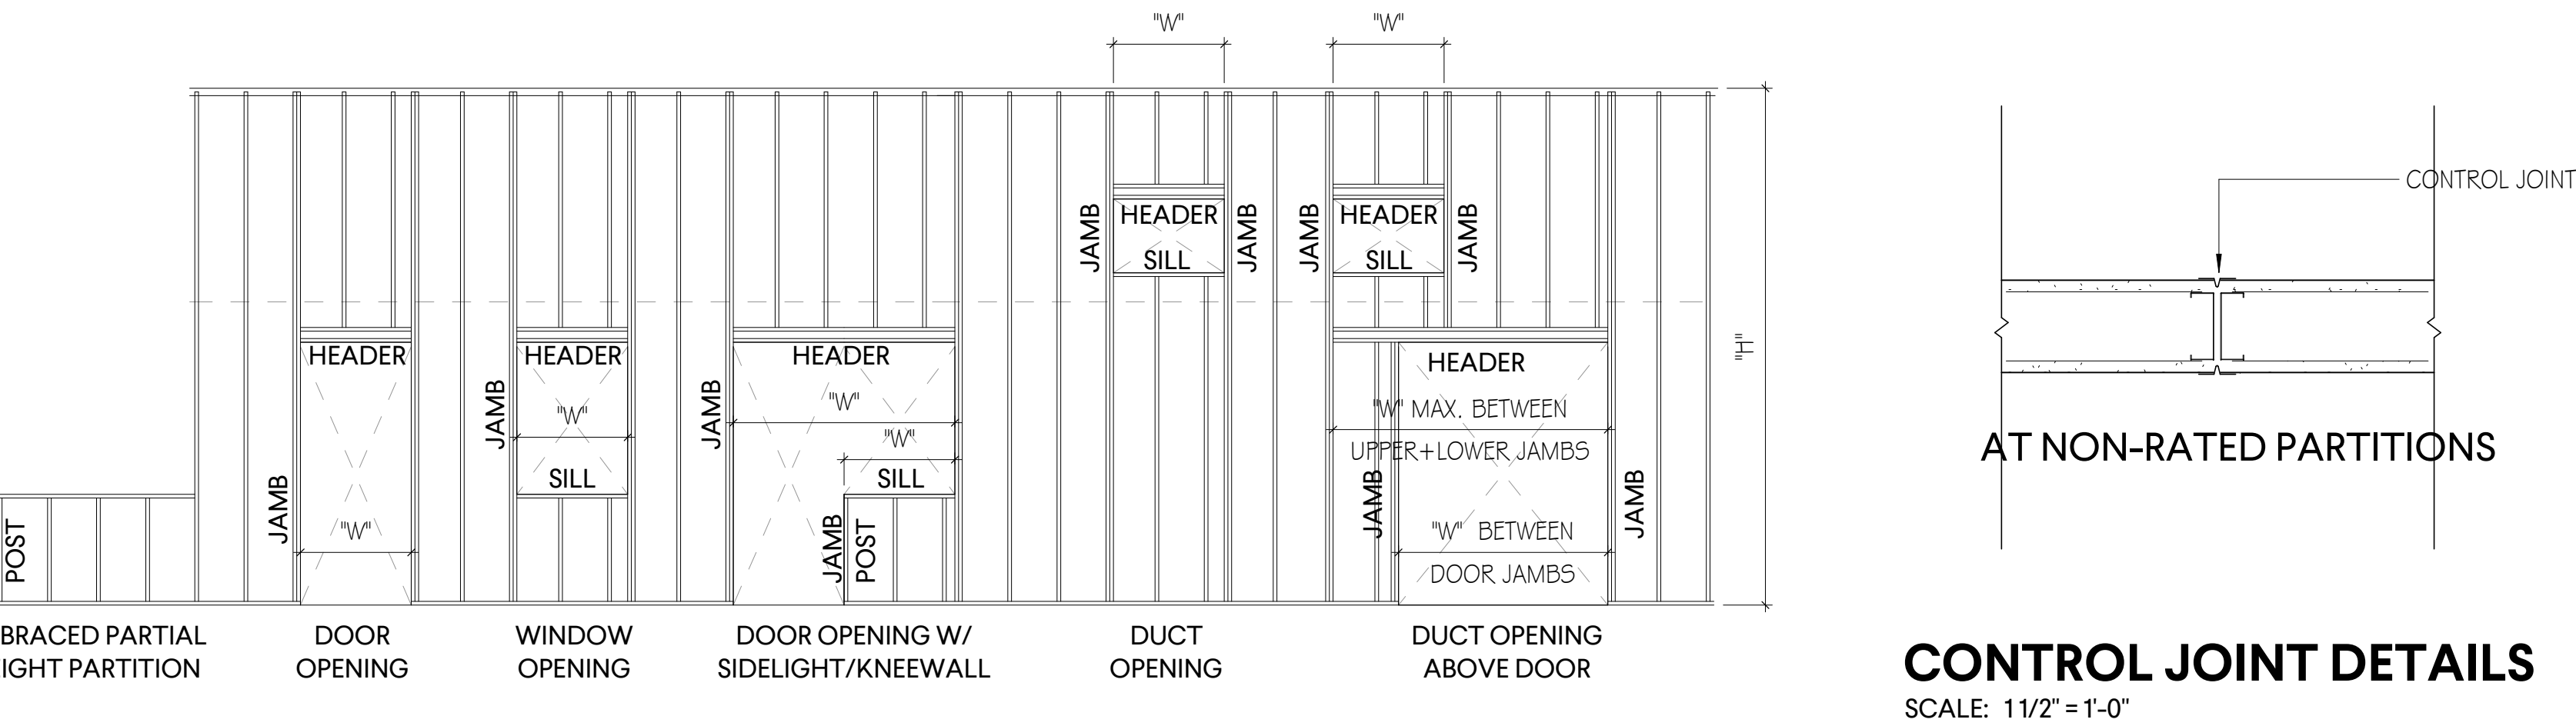 "W"
"W"
JAMB
HEADER
SILL
JAMB
JAMB
HEADER
SILL
JAMB
"H"
POST
JAMB
HEADER
"W"
JAMB
HEADER
"W"
SILL
JAMB
HEADER
"W"
"W"
SILL
JAMB
POST
HEADER
"W" MAX. BETWEEN
UPPER+LOWER JAMBS
JAMB
"W" BETWEEN
DOOR JAMBS
JAMB
BRACED PARTIAL
IGHT PARTITION
DOOR
OPENING
WINDOW
OPENING
DOOR OPENING W/
SIDELIGHT/KNEEWALL
DUCT
OPENING
DUCT OPENING
ABOVE DOOR
CONTROL JOINT
AT NON-RATED PARTITIONS
CONTROL JOINT DETAILS
SCALE: 1 1/2" = 1'-0"